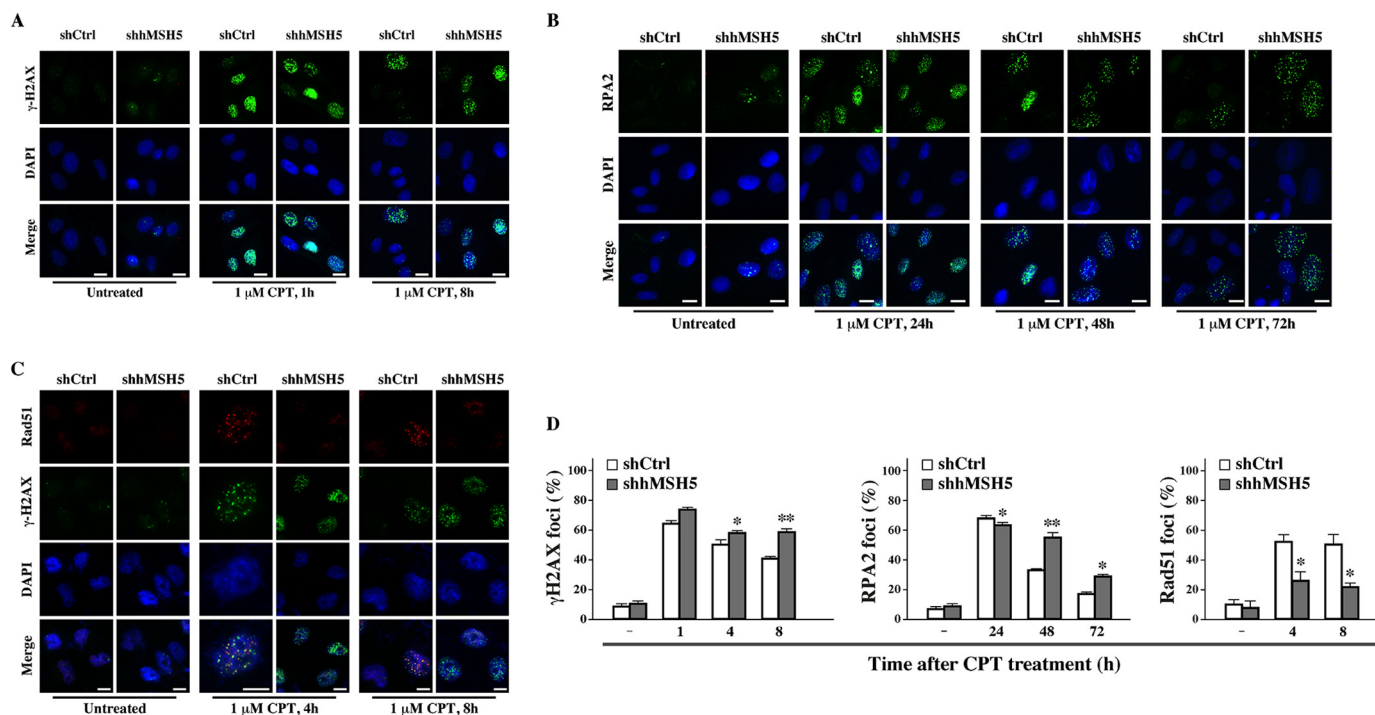 A
shCtrl shhMSH5 shCtrl shhMSH5 shCtrl shhMSH5
γ-H2AX
DAPI
Merge
Untreated 1 μM CPT, 1h 1 μM CPT, 8h
B
shCtrl shhMSH5 shCtrl shhMSH5 shCtrl shhMSH5 shCtrl shhMSH5
RPA2
DAPI
Merge
Untreated 1 μM CPT, 24h 1 μM CPT, 48h 1 μM CPT, 72h
C
shCtrl shhMSH5 shCtrl shhMSH5 shCtrl shhMSH5
Rad51
γ-H2AX
DAPI
Merge
Untreated 1 μM CPT, 4h 1 μM CPT, 8h
D
γH2AX foci (%)
100
80
60
40
20
0
shCtrl
shhMSH5
* **
– 1 4 8
RPA2 foci (%)
100
80
60
40
20
0
shCtrl
shhMSH5
* ** *
– 24 48 72
Rad51 foci (%)
100
80
60
40
20
0
shCtrl
shhMSH5
* *
– 4 8
Time after CPT treatment (h)